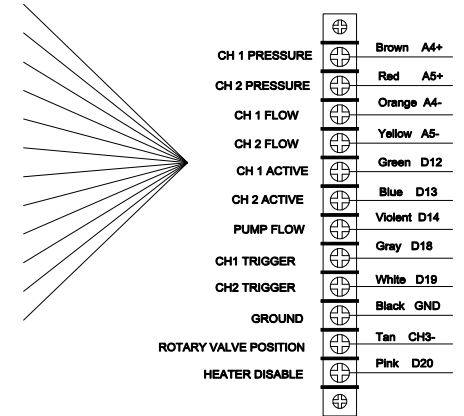 CH 1 PRESSURE Brown A4+
CH 2 PRESSURE Red A5+
CH 1 FLOW Orange A4-
CH 2 FLOW Yellow A5-
CH 1 ACTIVE Green D12
CH 2 ACTIVE Blue D13
PUMP FLOW Violent D14
CH1 TRIGGER Gray D18
CH2 TRIGGER White D19
GROUND Black GND
ROTARY VALVE POSITION Tan CH3-
HEATER DISABLE Pink D20